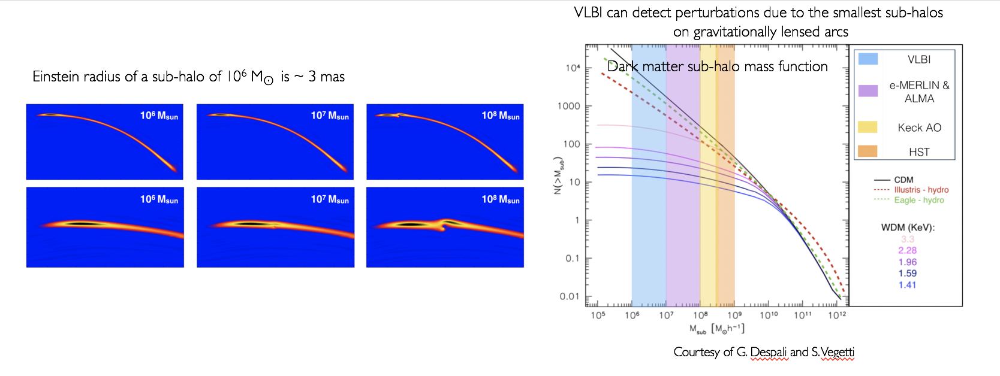 VLBI can detect perturbations due to the smallest sub-halos
on gravitationally lensed arcs
Einstein radius of a sub-halo of 10⁶ M☉ is ~ 3 mas
10⁶ Msun
10⁷ Msun
10⁸ Msun
10⁶ Msun
10⁷ Msun
10⁸ Msun
Dark matter sub-halo mass function
N(>Msub)
10⁴
1000
100
10
1
0.1
0.01
10⁵ 10⁶ 10⁷ 10⁸ 10⁹ 10¹⁰ 10¹¹ 10¹²
Msub [M☉h⁻¹]
VLBI
e-MERLIN &
ALMA
Keck AO
HST
CDM
Illustris - hydro
Eagle - hydro
WDM (KeV):
3.3
2.28
1.96
1.59
1.41
Courtesy of G. Despali and S. Vegetti